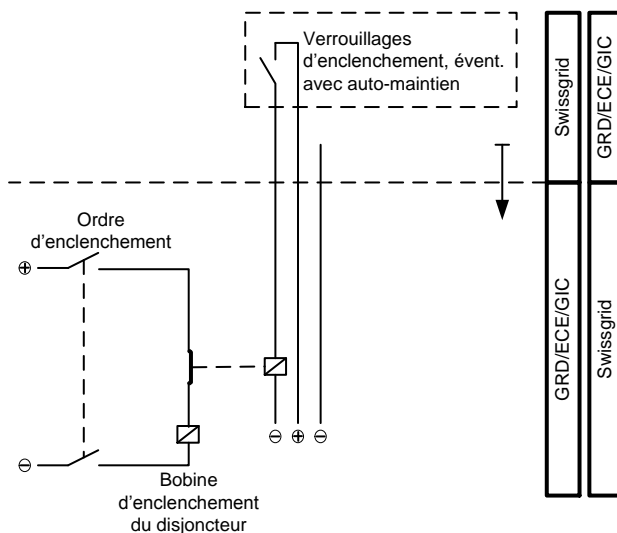 Verrouillages
d'enclenchement, évent.
avec auto-maintien
Swissgrid
GRD/ECE/GIC
Ordre
d'enclenchement
GRD/ECE/GIC
Swissgrid
Bobine
d'enclenchement
du disjoncteur